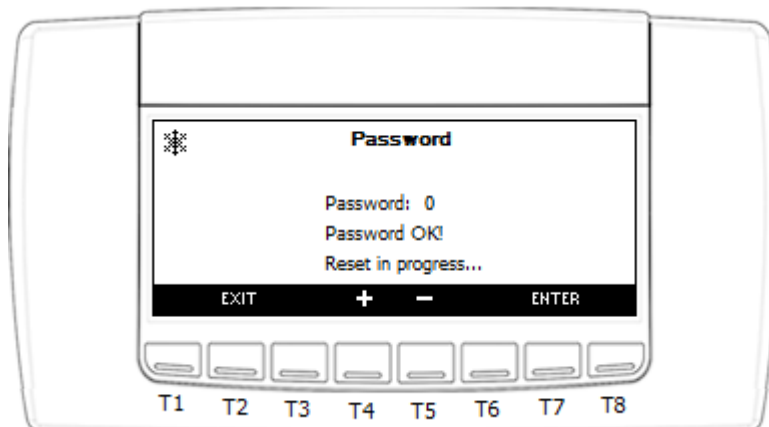 Password
Password: 0
Password OK!
Reset in progress...
EXIT + − ENTER
T1 T2 T3 T4 T5 T6 T7 T8